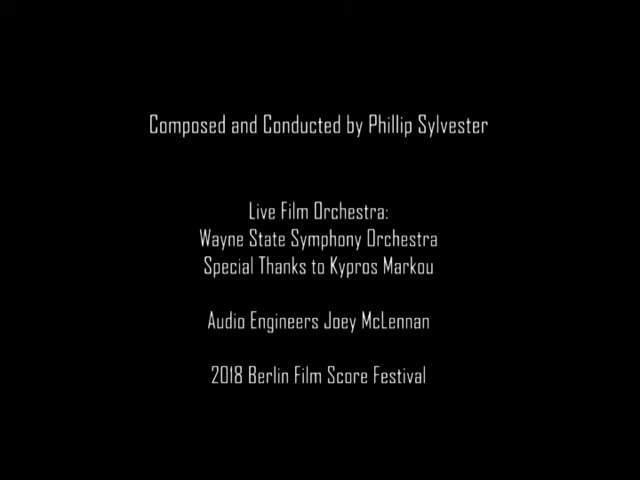 Composed and Conducted by Phillip Sylvester
Live Film Orchestra:
Wayne State Symphony Orchestra
Special Thanks to Kypros Markou
Audio Engineers Joey McLennan
2018 Berlin Film Score Festival